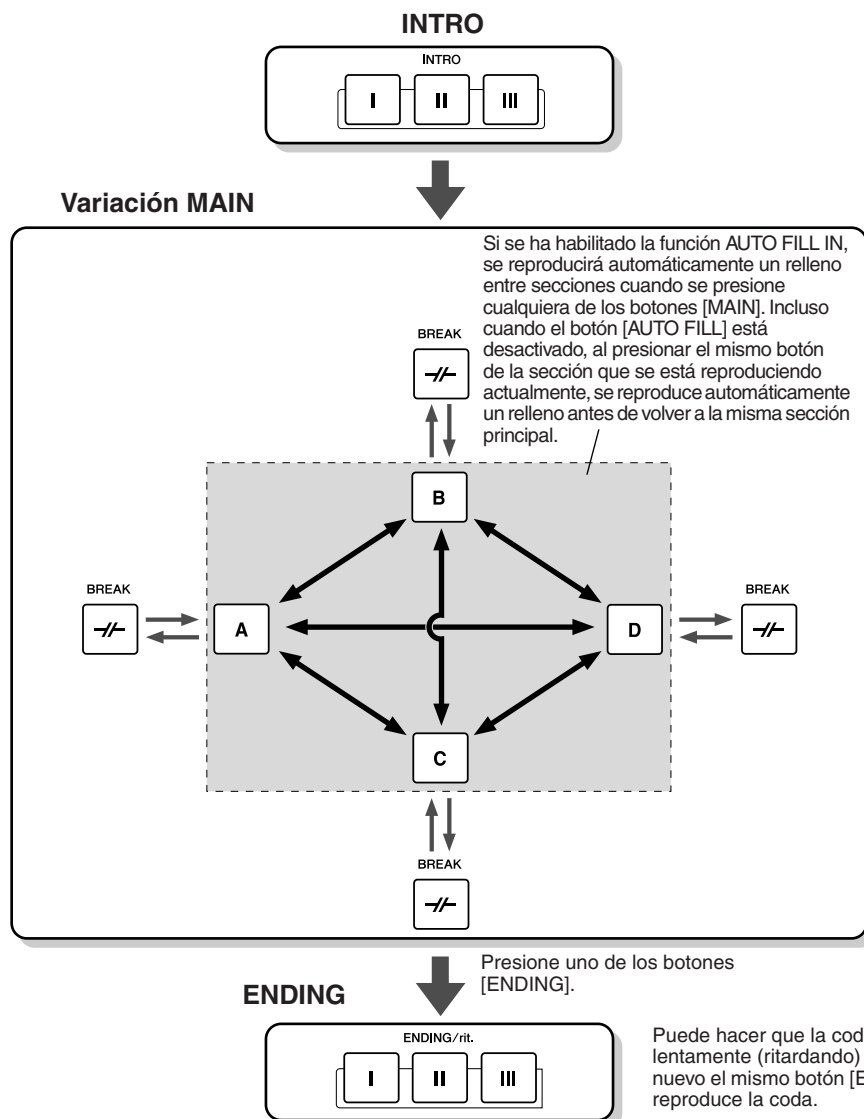 INTRO
INTRO
I II III
Variación MAIN
Si se ha habilitado la función AUTO FILL IN,
se reproducirá automáticamente un relleno
entre secciones cuando se presione
cualquiera de los botones [MAIN]. Incluso
cuando el botón [AUTO FILL] está
desactivado, al presionar el mismo botón
de la sección que se está reproduciendo
actualmente, se reproduce automáticamente
un relleno antes de volver a la misma sección
principal.
BREAK
B
BREAK
A
D
BREAK
C
BREAK
Presione uno de los botones
[ENDING].
ENDING
ENDING/rit.
I II III
Puede hacer que la cod
lentamente (ritardando)
nuevo el mismo botón [E
reproduce la coda.